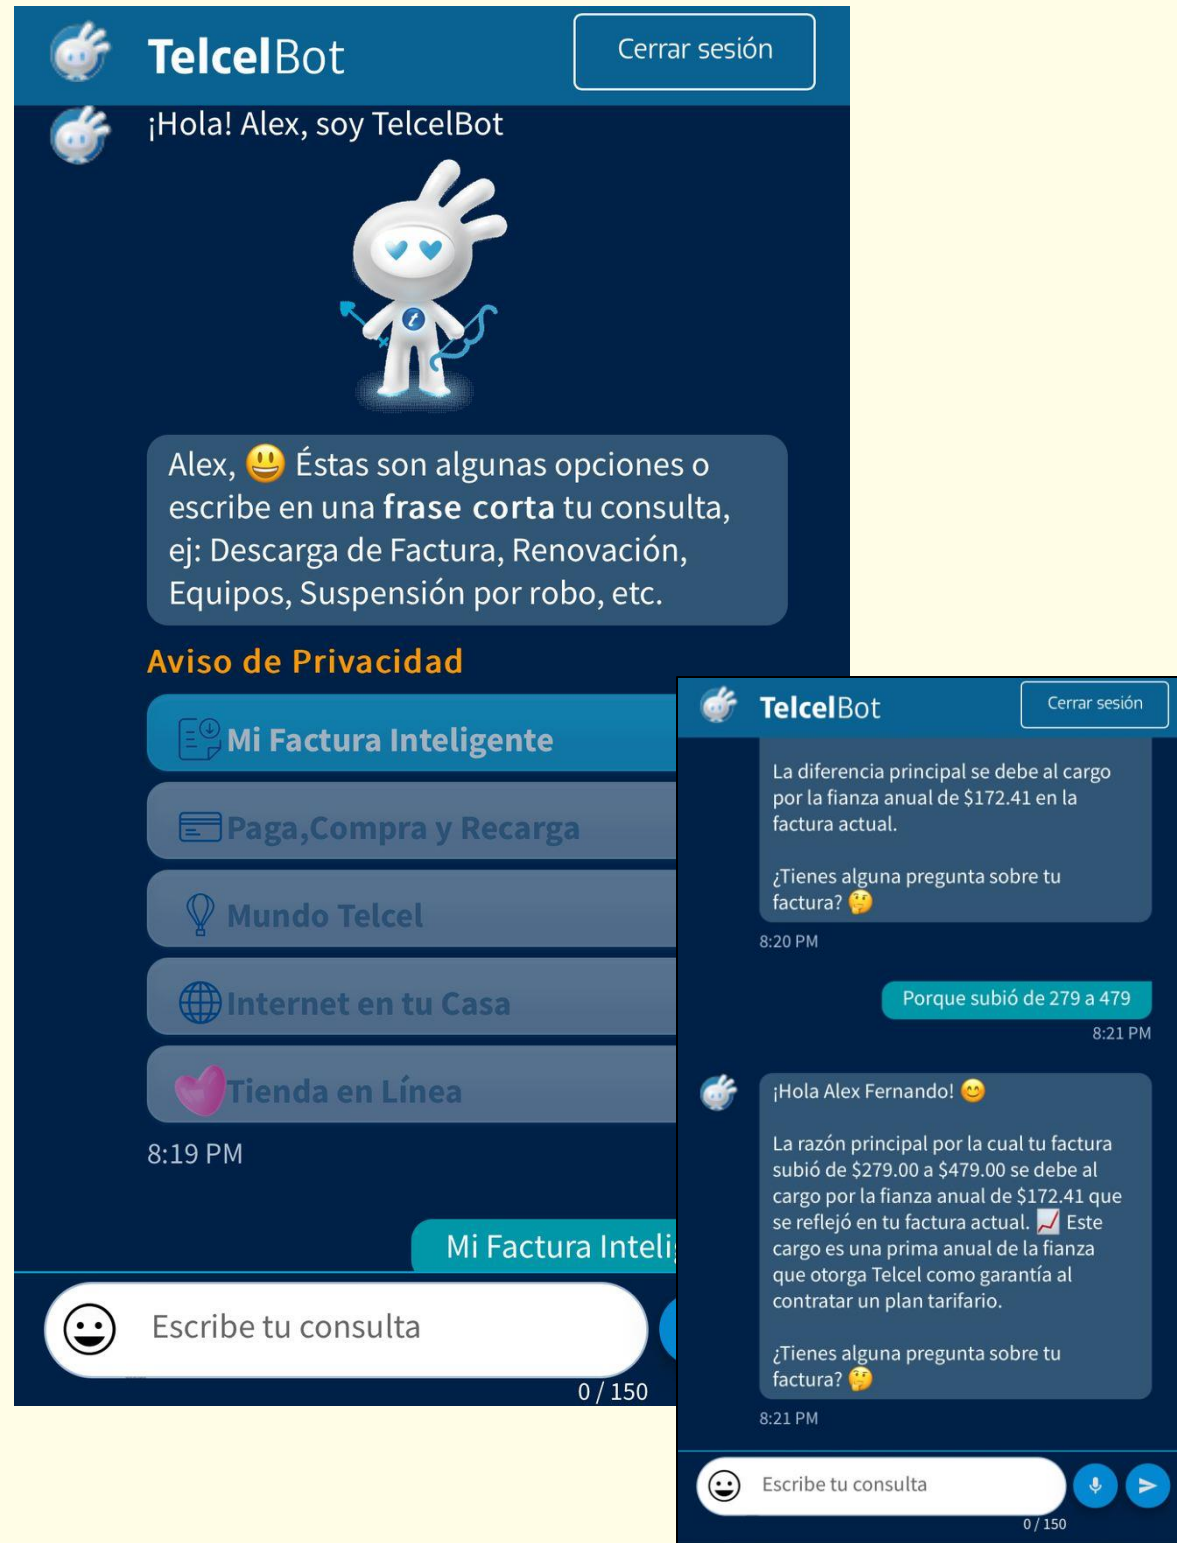 TelcelBot
Cerrar sesión
¡Hola! Alex, soy TelcelBot
t
Alex, 😃 Éstas son algunas opciones o
escribe en una frase corta tu consulta,
ej: Descarga de Factura, Renovación,
Equipos, Suspensión por robo, etc.
Aviso de Privacidad
Mi Factura Inteligente
Paga,Compra y Recarga
Mundo Telcel
Internet en tu Casa
Tienda en Línea
8:19 PM
Mi Factura Inteli
Escribe tu consulta
0 / 150
TelcelBot
Cerrar sesión
La diferencia principal se debe al cargo
por la fianza anual de $172.41 en la
factura actual.
¿Tienes alguna pregunta sobre tu
factura? 🤔
8:20 PM
Porque subió de 279 a 479
8:21 PM
¡Hola Alex Fernando! 😊
La razón principal por la cual tu factura
subió de $279.00 a $479.00 se debe al
cargo por la fianza anual de $172.41 que
se reflejó en tu factura actual. 📈 Este
cargo es una prima anual de la fianza
que otorga Telcel como garantía al
contratar un plan tarifario.
¿Tienes alguna pregunta sobre tu
factura? 🤔
8:21 PM
Escribe tu consulta
0 / 150